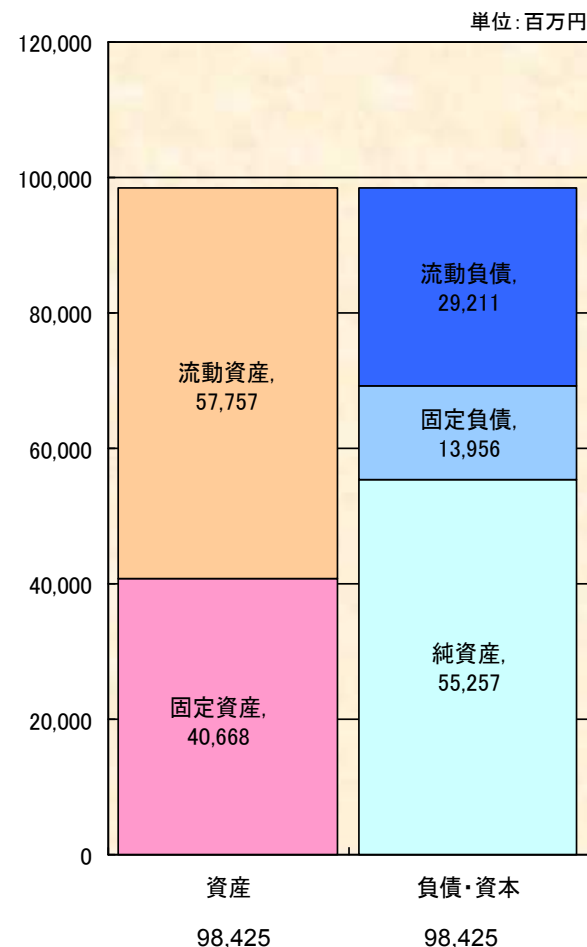 単位:百万円
120,000
100,000
80,000
60,000
40,000
20,000
0
流動資産,
57,757
固定資産,
40,668
流動負債,
29,211
固定負債,
13,956
純資産,
55,257
資産
負債・資本
98,425
98,425